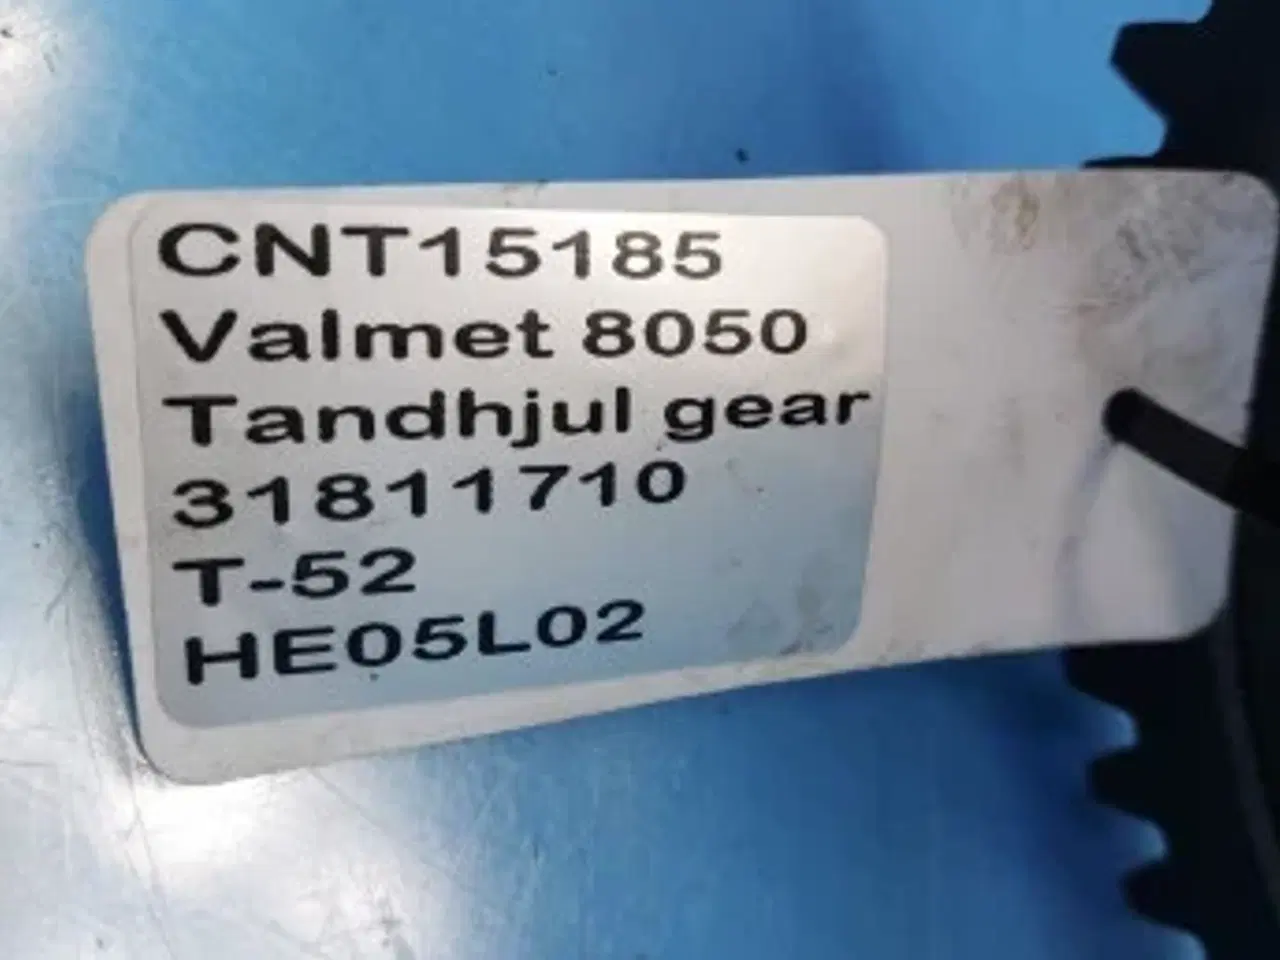 CNT15185
Valmet 8050
Tandhjul gear
31811710
T-52
HE05L02